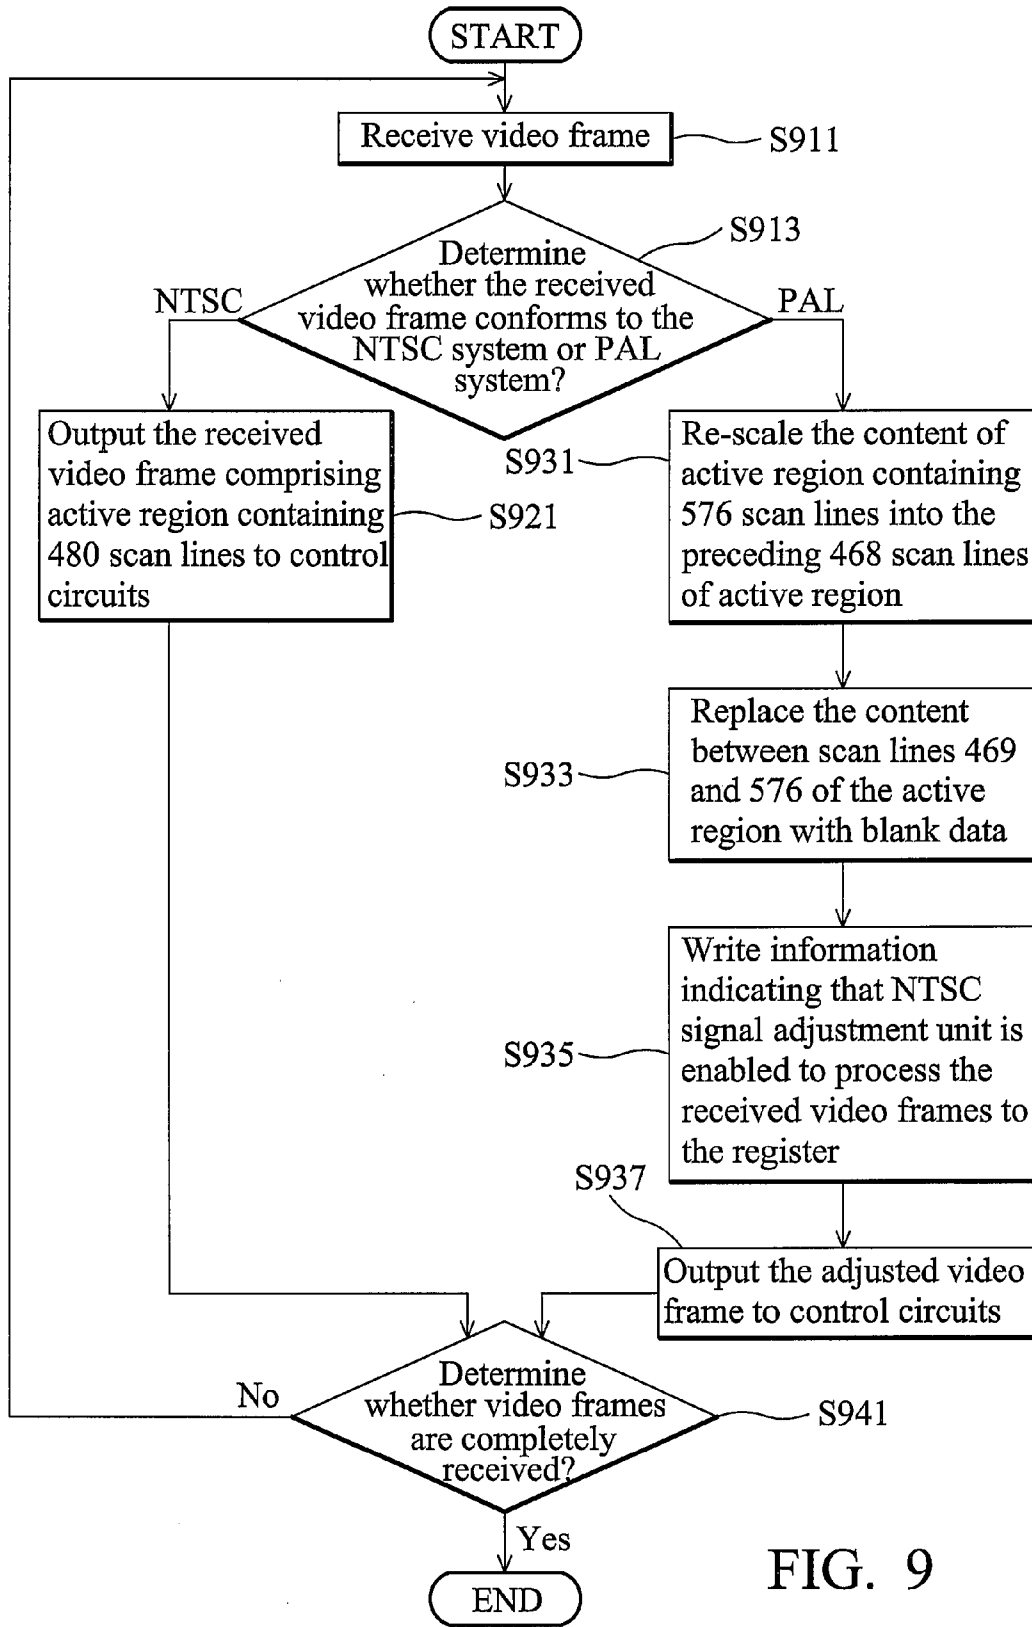 START
Receive video frame
S911
S913
Determine
whether the received
video frame conforms to the
NTSC system or PAL
system?
NTSC
PAL
Output the received
video frame comprising
active region containing
480 scan lines to control
circuits
S921
S931
Re-scale the content of
active region containing
576 scan lines into the
preceding 468 scan lines
of active region
S933
Replace the content
between scan lines 469
and 576 of the active
region with blank data
S935
Write information
indicating that NTSC
signal adjustment unit is
enabled to process the
received video frames to
the register
S937
Output the adjusted video
frame to control circuits
No
Determine
whether video frames
are completely
received?
S941
Yes
END
FIG. 9